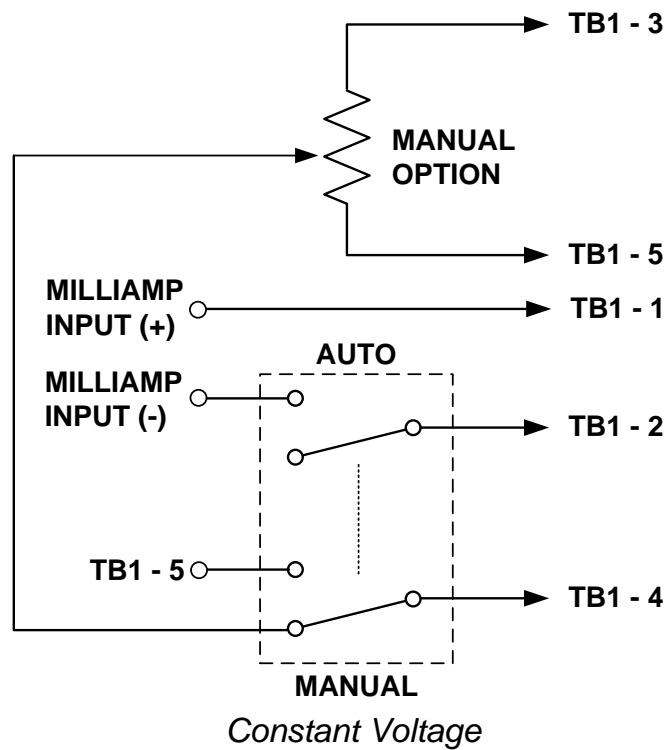 TB1 - 3
MANUAL
OPTION
TB1 - 5
MILLIAMP
INPUT (+)
TB1 - 1
AUTO
MILLIAMP
INPUT (-)
TB1 - 2
TB1 - 5
TB1 - 4
MANUAL
Constant Voltage